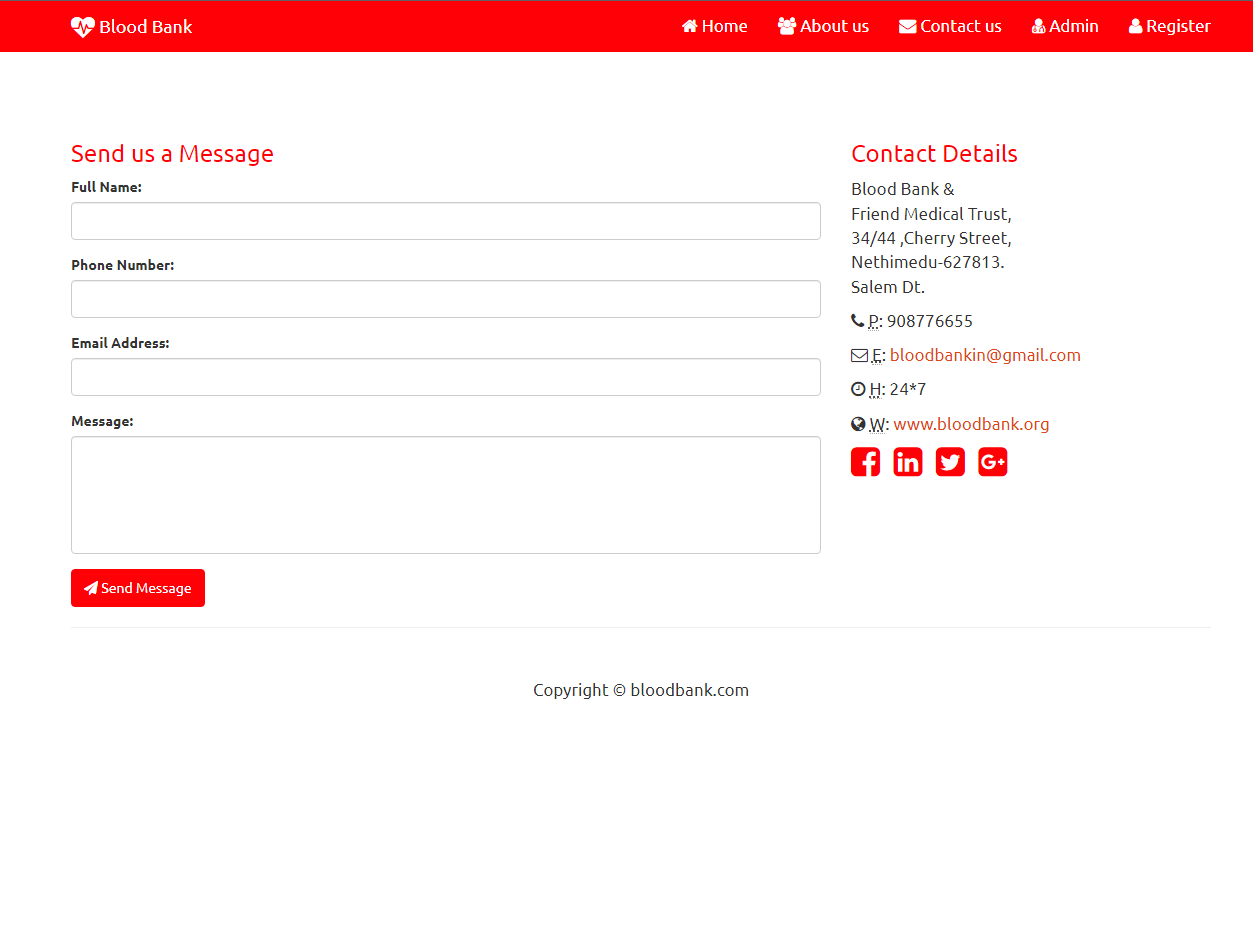 Blood Bank
Home
About us
Contact us
Admin
Register
Send us a Message
Full Name:
Phone Number:
Email Address:
Message:
Send Message
Contact Details
Blood Bank &
Friend Medical Trust,
34/44 ,Cherry Street,
Nethimedu-627813.
Salem Dt.
P: 908776655
E: bloodbankin@gmail.com
H: 24*7
W: www.bloodbank.org
Copyright © bloodbank.com